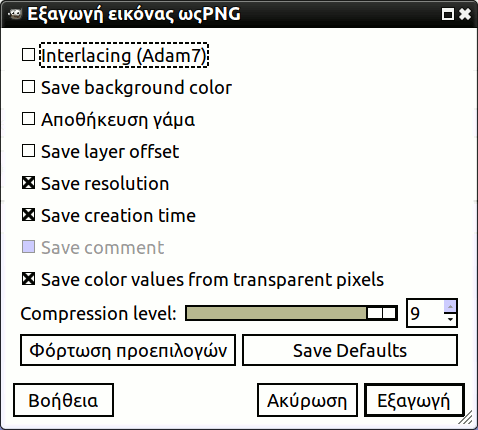 Εξαγωγή εικόνας ωςPNG
Interlacing (Adam7)
Save background color
Αποθήκευση γάμα
Save layer offset
Save resolution
Save creation time
Save comment
Save color values from transparent pixels
Compression level: 9
Φόρτωση προεπιλογών Save Defaults
Βοήθεια Ακύρωση Εξαγωγή